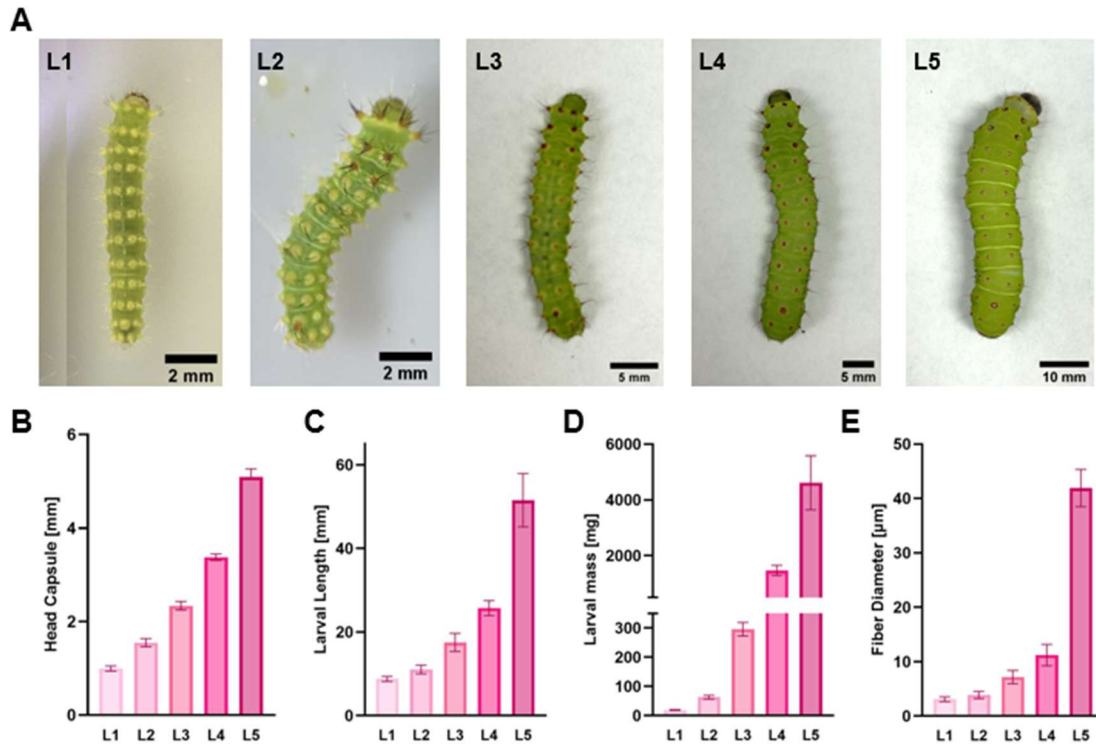 A
L1
L2
L3
L4
L5
2 mm
2 mm
5 mm
5 mm
10 mm
B
Head Capsule [mm]
6
4
2
0
L1 L2 L3 L4 L5
C
Larval Length [mm]
60
40
20
0
L1 L2 L3 L4 L5
D
Larval mass [mg]
6000
4000
2000
300
200
100
0
L1 L2 L3 L4 L5
E
Fiber Diameter [µm]
50
40
30
20
10
0
L1 L2 L3 L4 L5